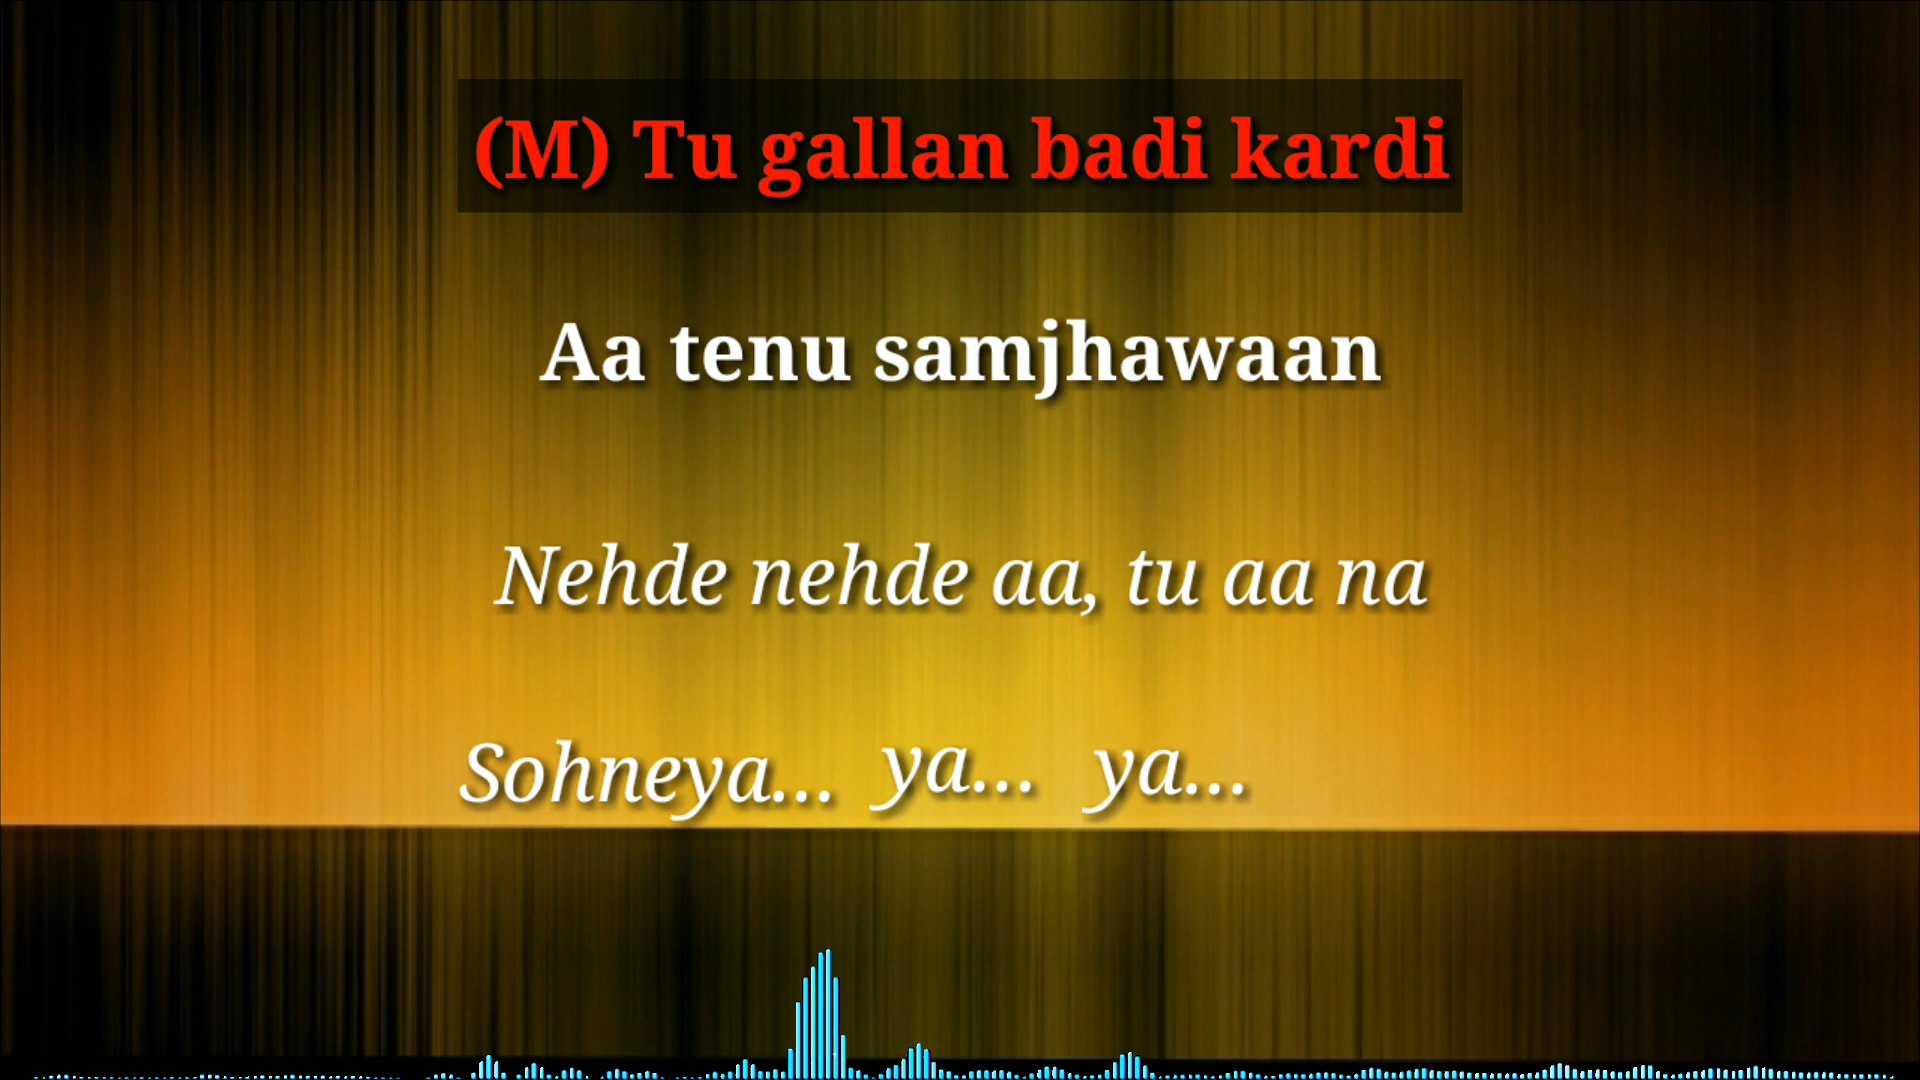 (M) Tu gallan badi kardi
Aa tenu samjhawaan
Nehde nehde aa, tu aa na
Sohneya... ya... ya...